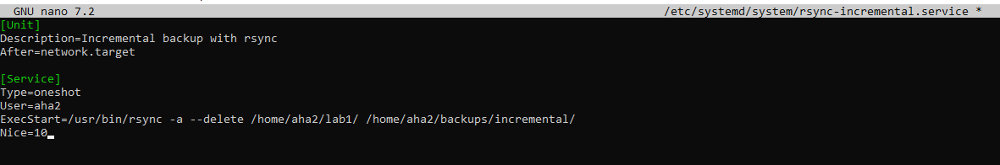 GNU nano 7.2 /etc/systemd/system/rsync-incremental.service *
[Unit]
Description=Incremental backup with rsync
After=network.target
[Service]
Type=oneshot
User=aha2
ExecStart=/usr/bin/rsync -a --delete /home/aha2/lab1/ /home/aha2/backups/incremental/
Nice=10